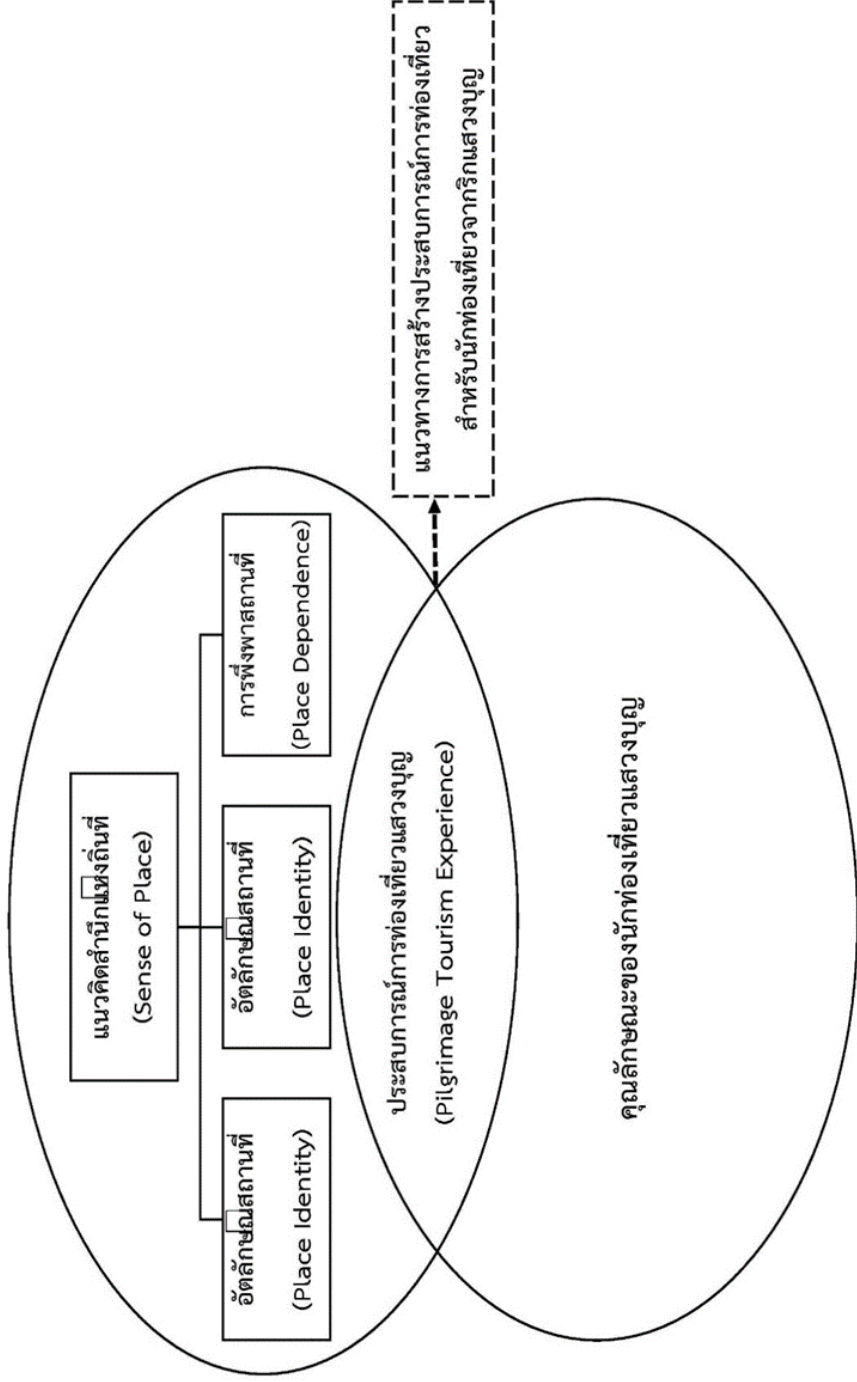 แนวคิดสำนึกแหงถิ่นที่
(Sense of Place)
อัตลักษณสถานที่
(Place Identity)
อัตลักษณสถานที่
(Place Identity)
การพึ่งพาสถานที่
(Place Dependence)
ประสบการณ์การท่องเที่ยวแสวงบุญ
(Pilgrimage Tourism Experience)
คุณลักษณะของนักท่องเที่ยวแสวงบุญ
แนวทางการสร้างประสบการณ์การท่องเที่ยว
สำหรับนักท่องเที่ยวจาริกแสวงบุญ